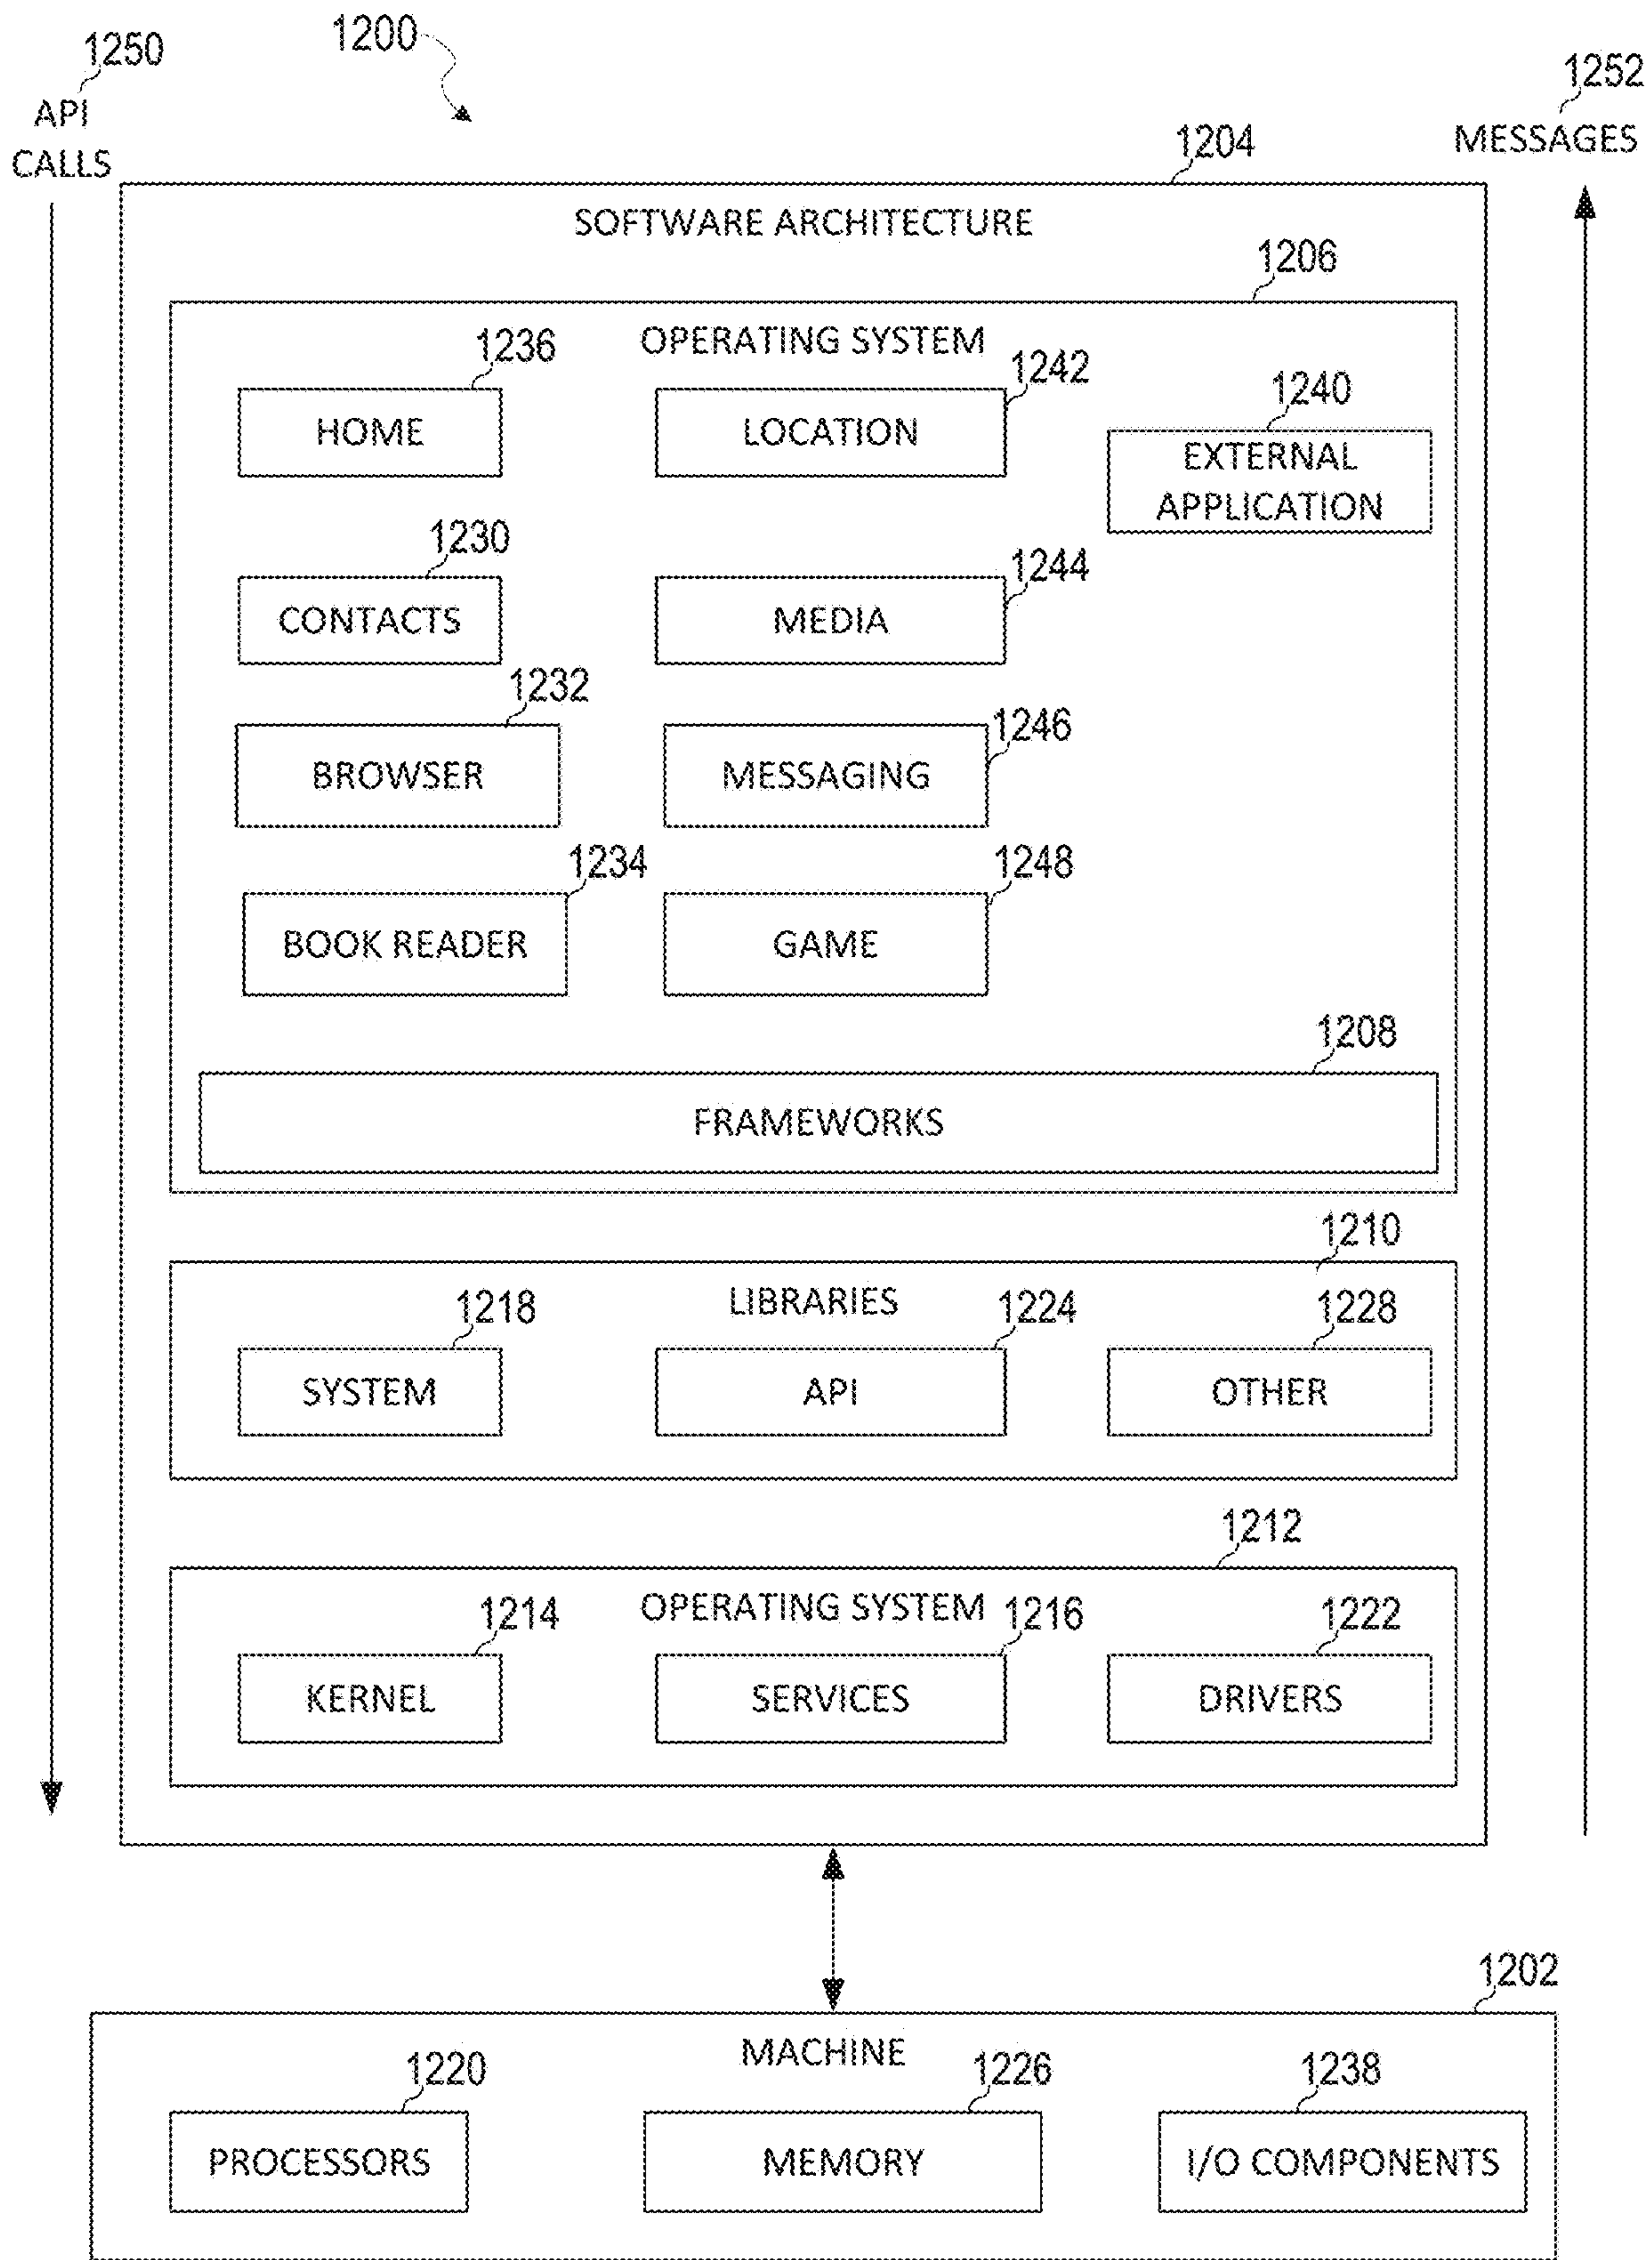 1250
API
CALLS
1200
1252
MESSAGES
1204
SOFTWARE ARCHITECTURE
1206
OPERATING SYSTEM
1236
HOME
1242
LOCATION
1240
EXTERNAL
APPLICATION
1230
CONTACTS
1244
MEDIA
1232
BROWSER
1246
MESSAGING
1234
BOOK READER
1248
GAME
1208
FRAMEWORKS
1210
LIBRARIES
1218
SYSTEM
1224
API
1228
OTHER
1212
OPERATING SYSTEM
1214
KERNEL
1216
SERVICES
1222
DRIVERS
1202
MACHINE
1220
PROCESSORS
1226
MEMORY
1238
I/O COMPONENTS